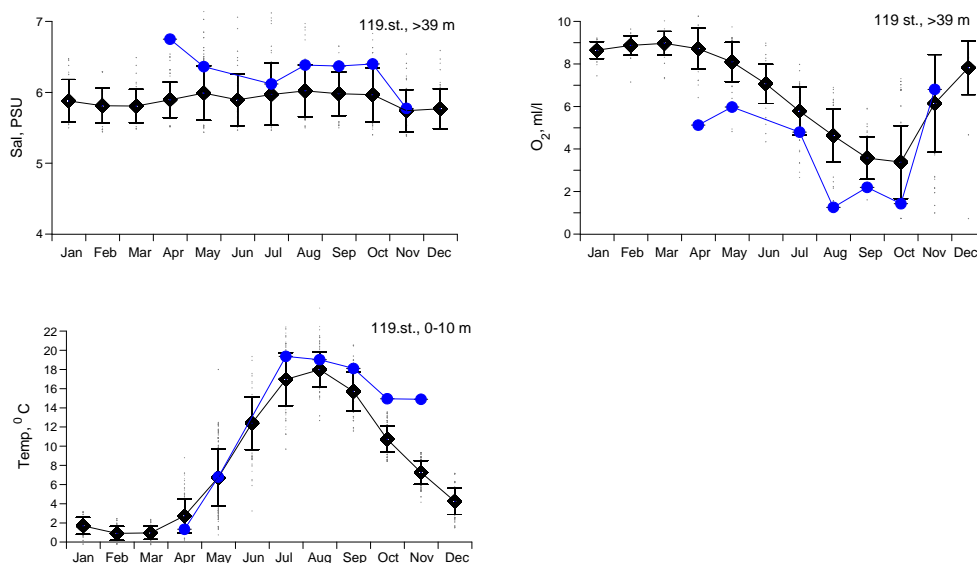 119.st., >39 m
Sal, PSU
7
6
5
4
Jan Feb Mar Apr May Jun Jul Aug Sep Oct Nov Dec
119 st., >39 m
O2, ml/l
10
8
6
4
2
0
Jan Feb Mar Apr May Jun Jul Aug Sep Oct Nov Dec
119.st., 0-10 m
Temp, ⁰ C
22
20
18
16
14
12
10
8
6
4
2
0
Jan Feb Mar Apr May Jun Jul Aug Sep Oct Nov Dec